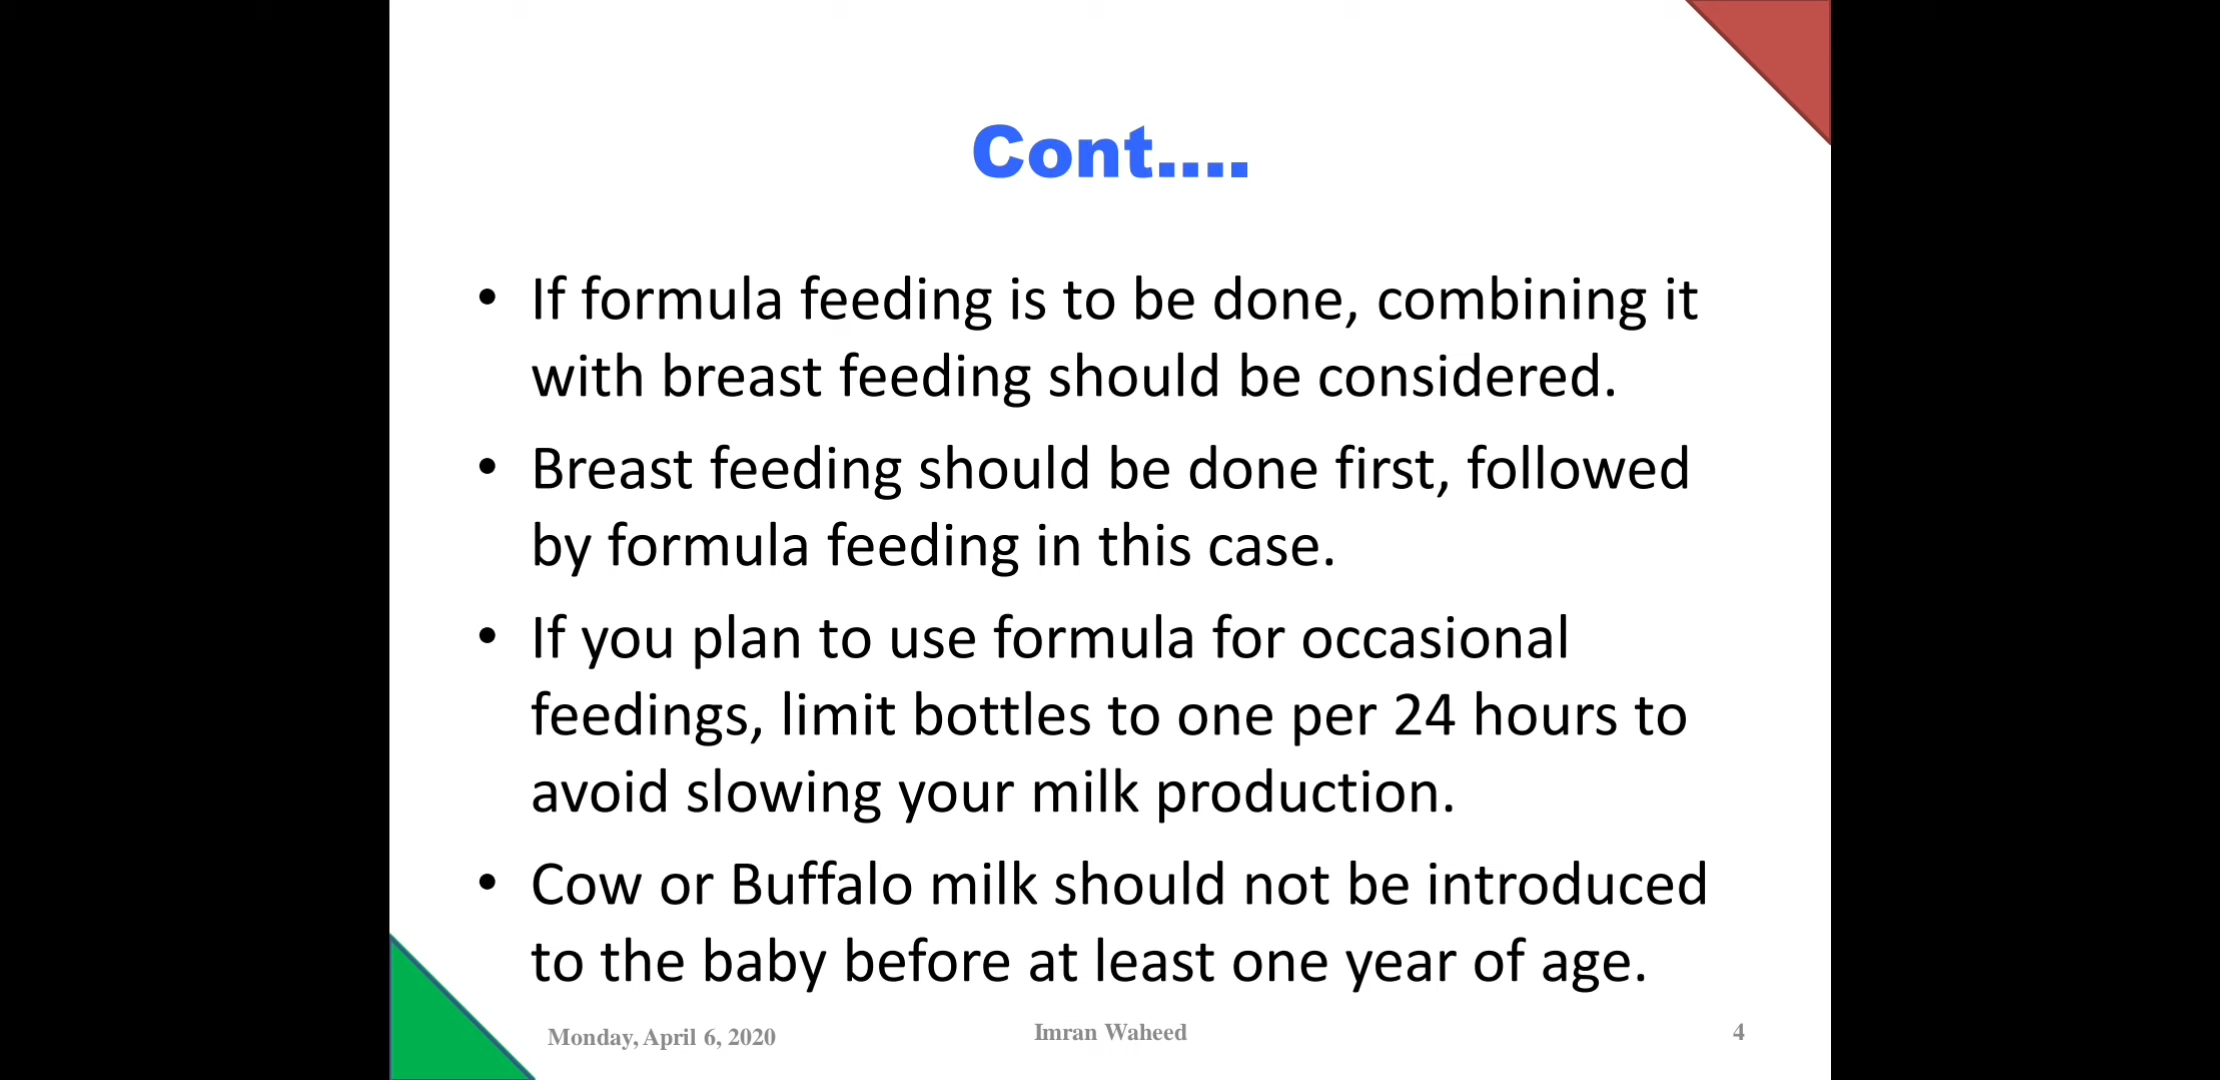 Cont....
• If formula feeding is to be done, combining it
with breast feeding should be considered.
• Breast feeding should be done first, followed
by formula feeding in this case.
• If you plan to use formula for occasional
feedings, limit bottles to one per 24 hours to
avoid slowing your milk production.
• Cow or Buffalo milk should not be introduced
to the baby before at least one year of age.
Monday, April 6, 2020
Imran Waheed
4